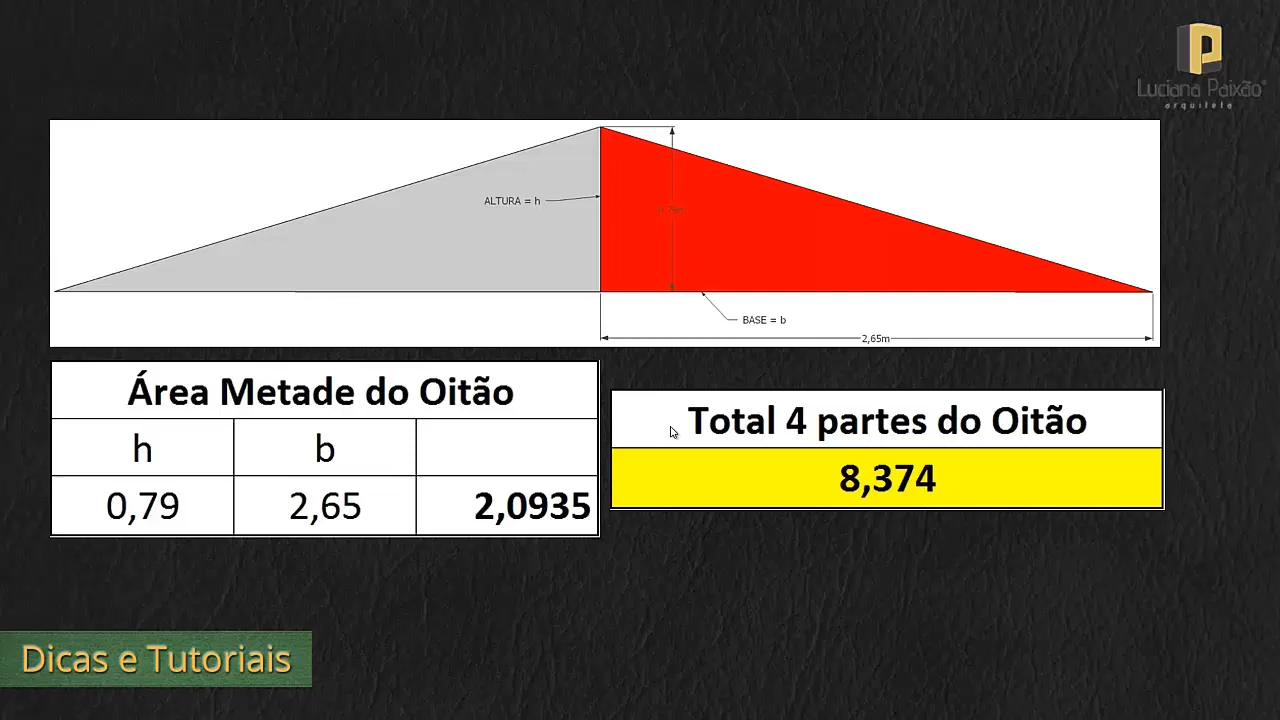 Luciana Paixão®
arquiteta
ALTURA = h
BASE = b
2,65m
Área Metade do Oitão
h b
0,79 2,65 2,0935
Total 4 partes do Oitão
8,374
Dicas e Tutoriais